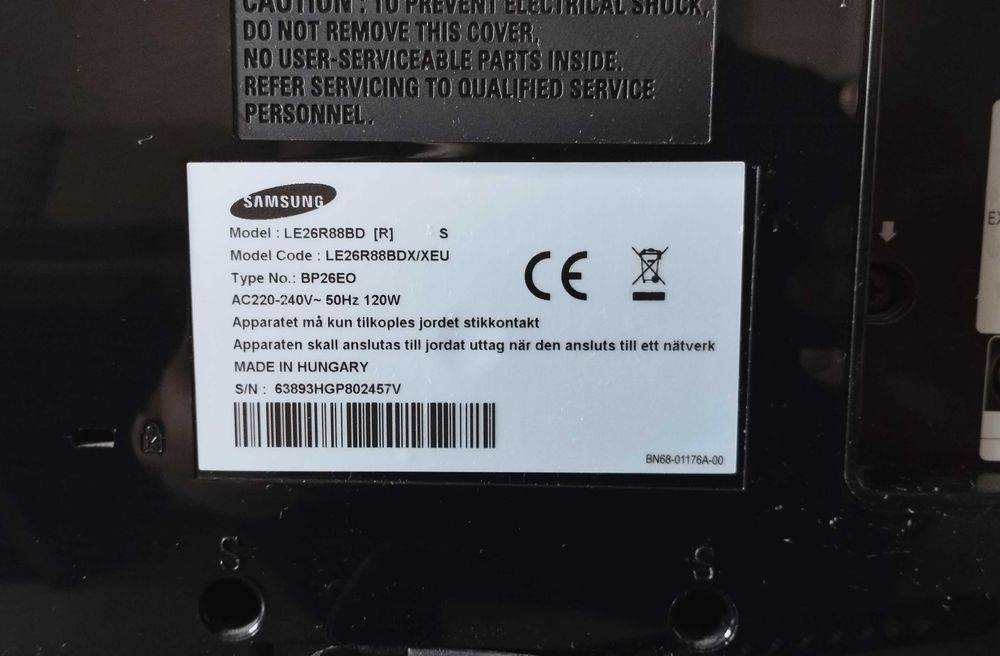 CAUTION : TO PREVENT ELECTRICAL SHOCK,
DO NOT REMOVE THIS COVER.
NO USER-SERVICEABLE PARTS INSIDE.
REFER SERVICING TO QUALIFIED SERVICE
PERSONNEL.
SAMSUNG
Model : LE26R88BD [R] S
Model Code : LE26R88BDX/XEU
Type No.: BP26EO
AC220-240V~ 50Hz 120W
Apparatet må kun tilkoples jordet stikkontakt
Apparaten skall anslutas till jordat uttag när den ansluts till ett nätverk
MADE IN HUNGARY
S/N : 63893HGP802457V
CE
BN68-01176A-00
EX
S
S